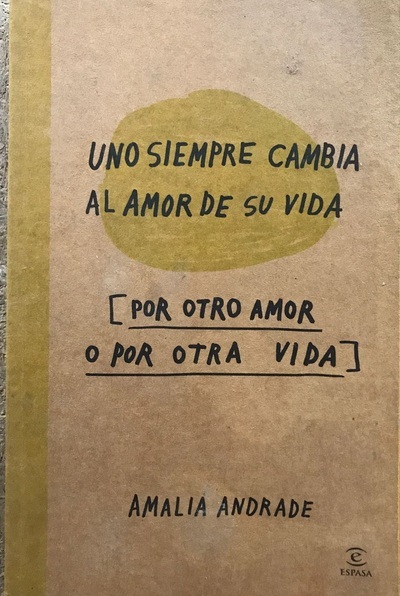 UNO SIEMPRE CAMBIA
AL AMOR DE SU VIDA
[POR OTRO AMOR
O POR OTRA VIDA]
AMALIA ANDRADE
e
ESPASA